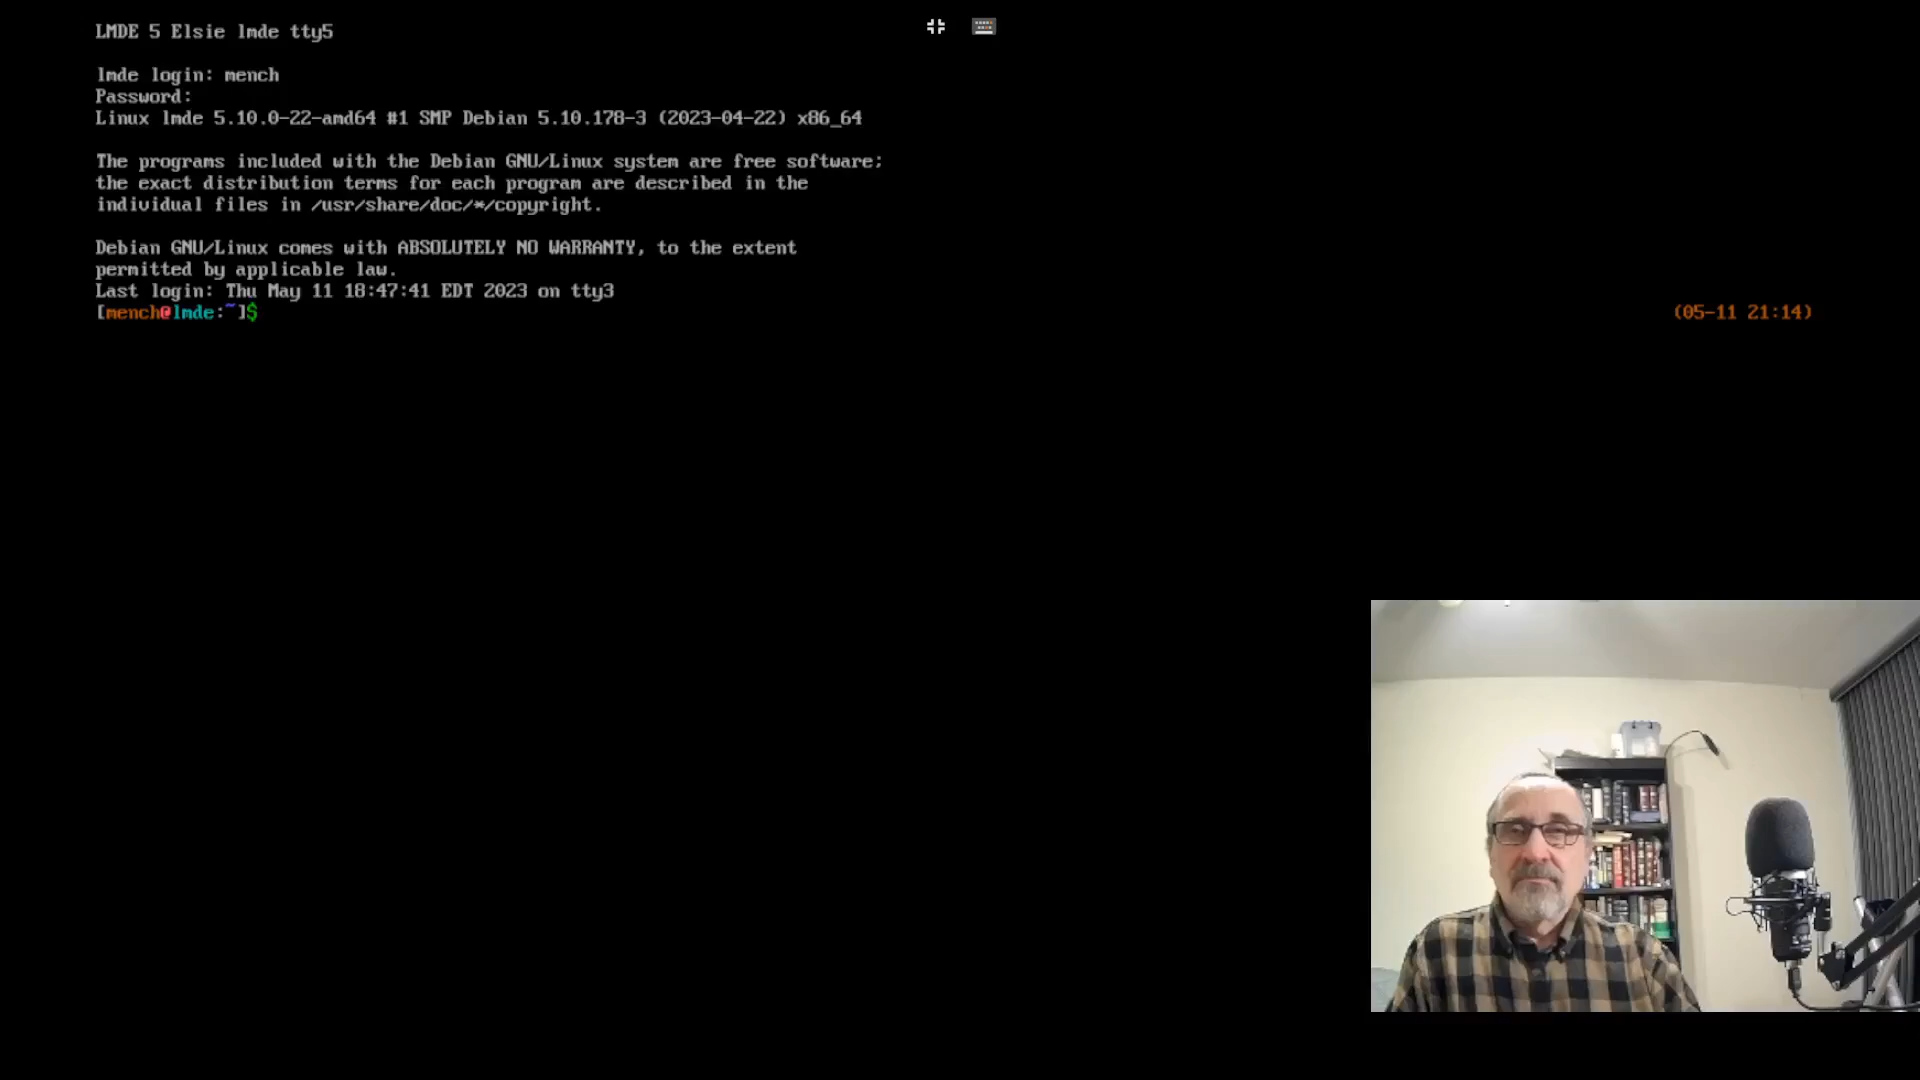 LMDE 5 Elsie lmde tty5
lmde login: mench
Password:
Linux lmde 5.10.0-22-amd64 #1 SMP Debian 5.10.178-3 (2023-04-22) x86_64
The programs included with the Debian GNU/Linux system are free software;
the exact distribution terms for each program are described in the
individual files in /usr/share/doc/*/copyright.
Debian GNU/Linux comes with ABSOLUTELY NO WARRANTY, to the extent
permitted by applicable law.
Last login: Thu May 11 18:47:41 EDT 2023 on tty3
[mench@lmde:~]$ (05-11 21:14)